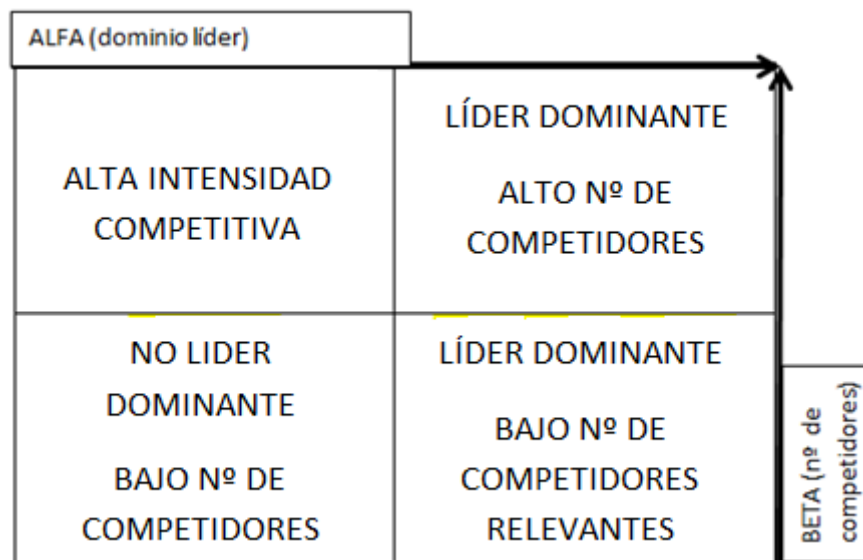 ALFA (dominio líder)
ALTA INTENSIDAD
COMPETITIVA
LÍDER DOMINANTE
ALTO Nº DE
COMPETIDORES
NO LIDER
DOMINANTE
BAJO Nº DE
COMPETIDORES
LÍDER DOMINANTE
BAJO Nº DE
COMPETIDORES
RELEVANTES
BETA (nº de
competidores)